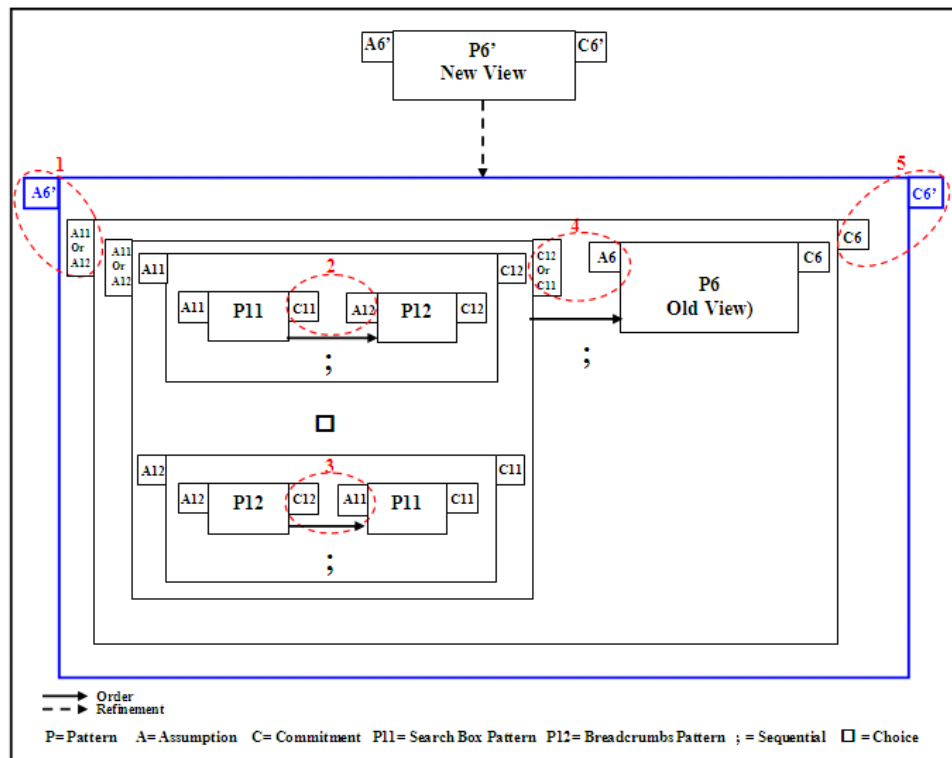 A6’
P6’
New View
C6’
1
5
A6’
C6’
A11
Or
A12
C6
4
A11
Or
A12
C12
Or
C11
A6
C6
P6
Old View)
A11
2
C12
A11
P11
C11
A12
P12
C12
;
;
A12
3
C11
A12
P12
C12
A11
P11
C11
;
Order
Refinement
P= Pattern A= Assumption C= Commitment P11= Search Box Pattern P12= Breadcrumbs Pattern ; = Sequential □ = Choice